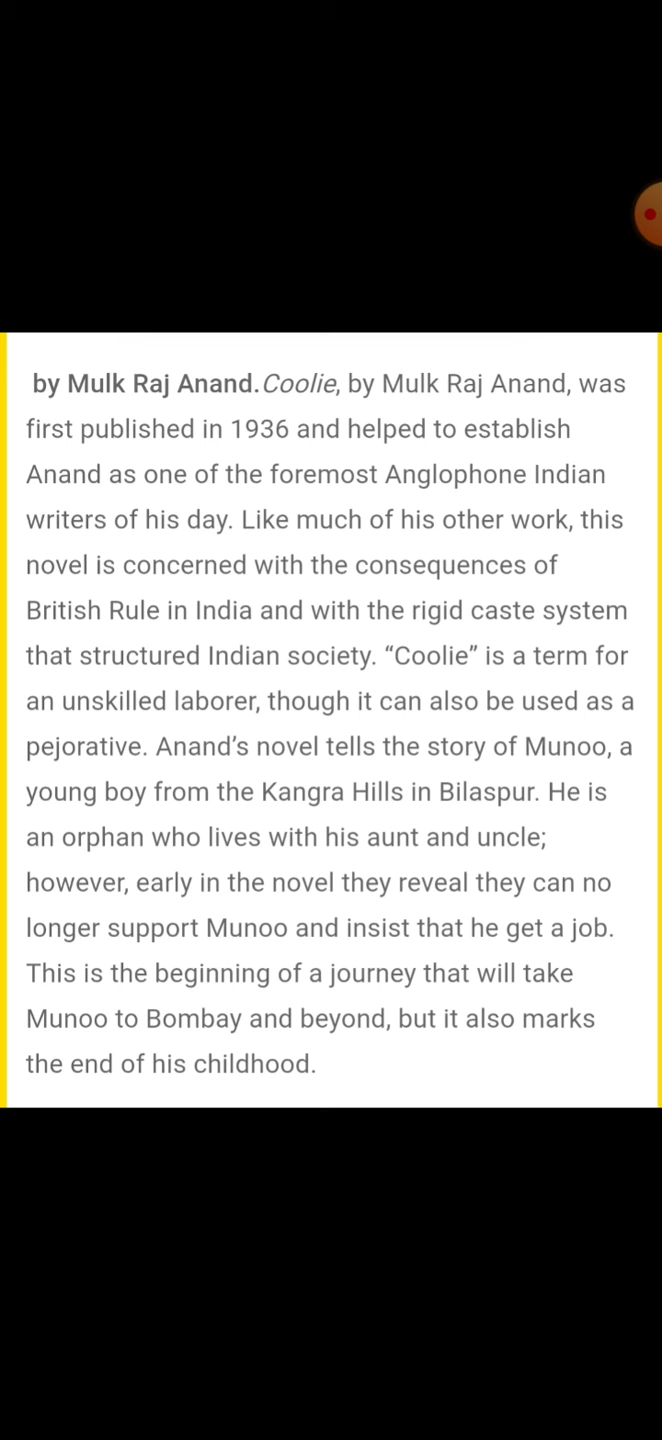 by Mulk Raj Anand. Coolie, by Mulk Raj Anand, was
first published in 1936 and helped to establish
Anand as one of the foremost Anglophone Indian
writers of his day. Like much of his other work, this
novel is concerned with the consequences of
British Rule in India and with the rigid caste system
that structured Indian society. “Coolie” is a term for
an unskilled laborer, though it can also be used as a
pejorative. Anand’s novel tells the story of Munoo, a
young boy from the Kangra Hills in Bilaspur. He is
an orphan who lives with his aunt and uncle;
however, early in the novel they reveal they can no
longer support Munoo and insist that he get a job.
This is the beginning of a journey that will take
Munoo to Bombay and beyond, but it also marks
the end of his childhood.